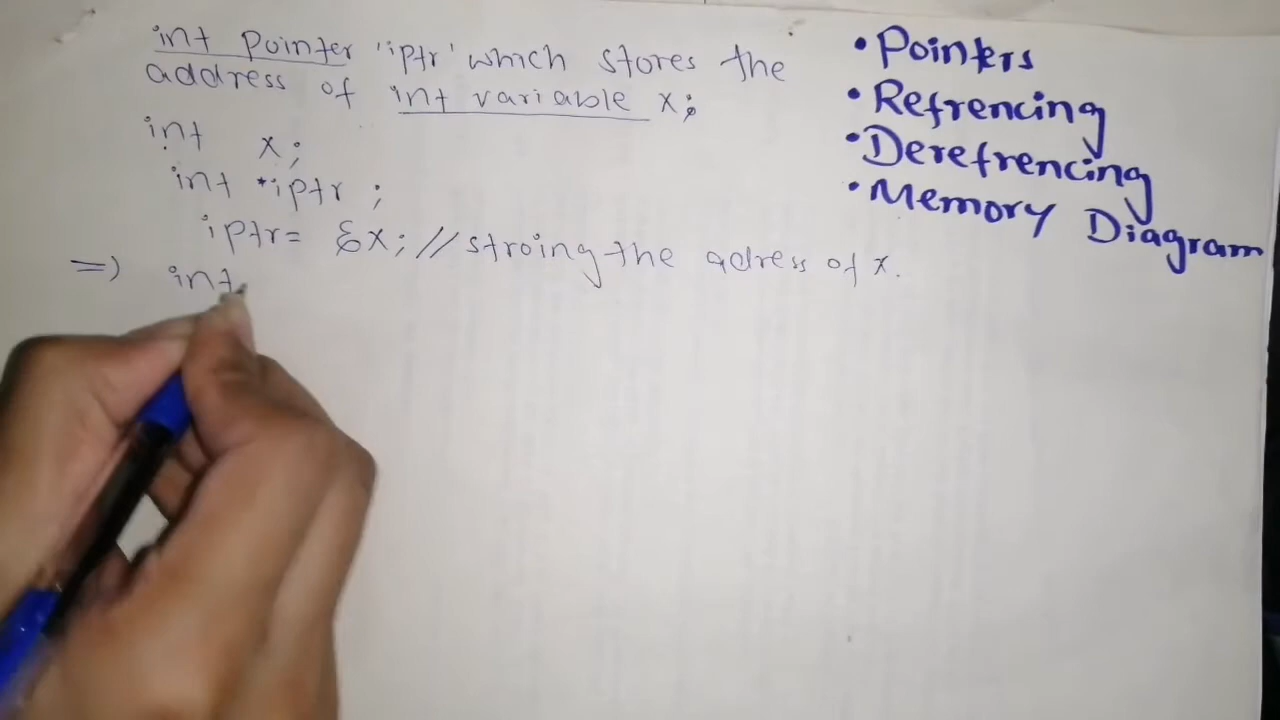 int pointer 'iptr' which stores the
address of int variable x;
int x;
int *iptr ;
iptr = &x; // stroing the adress of x.
=) int
• Pointers
• Refrencing
• Derefrencing
• Memory Diagram